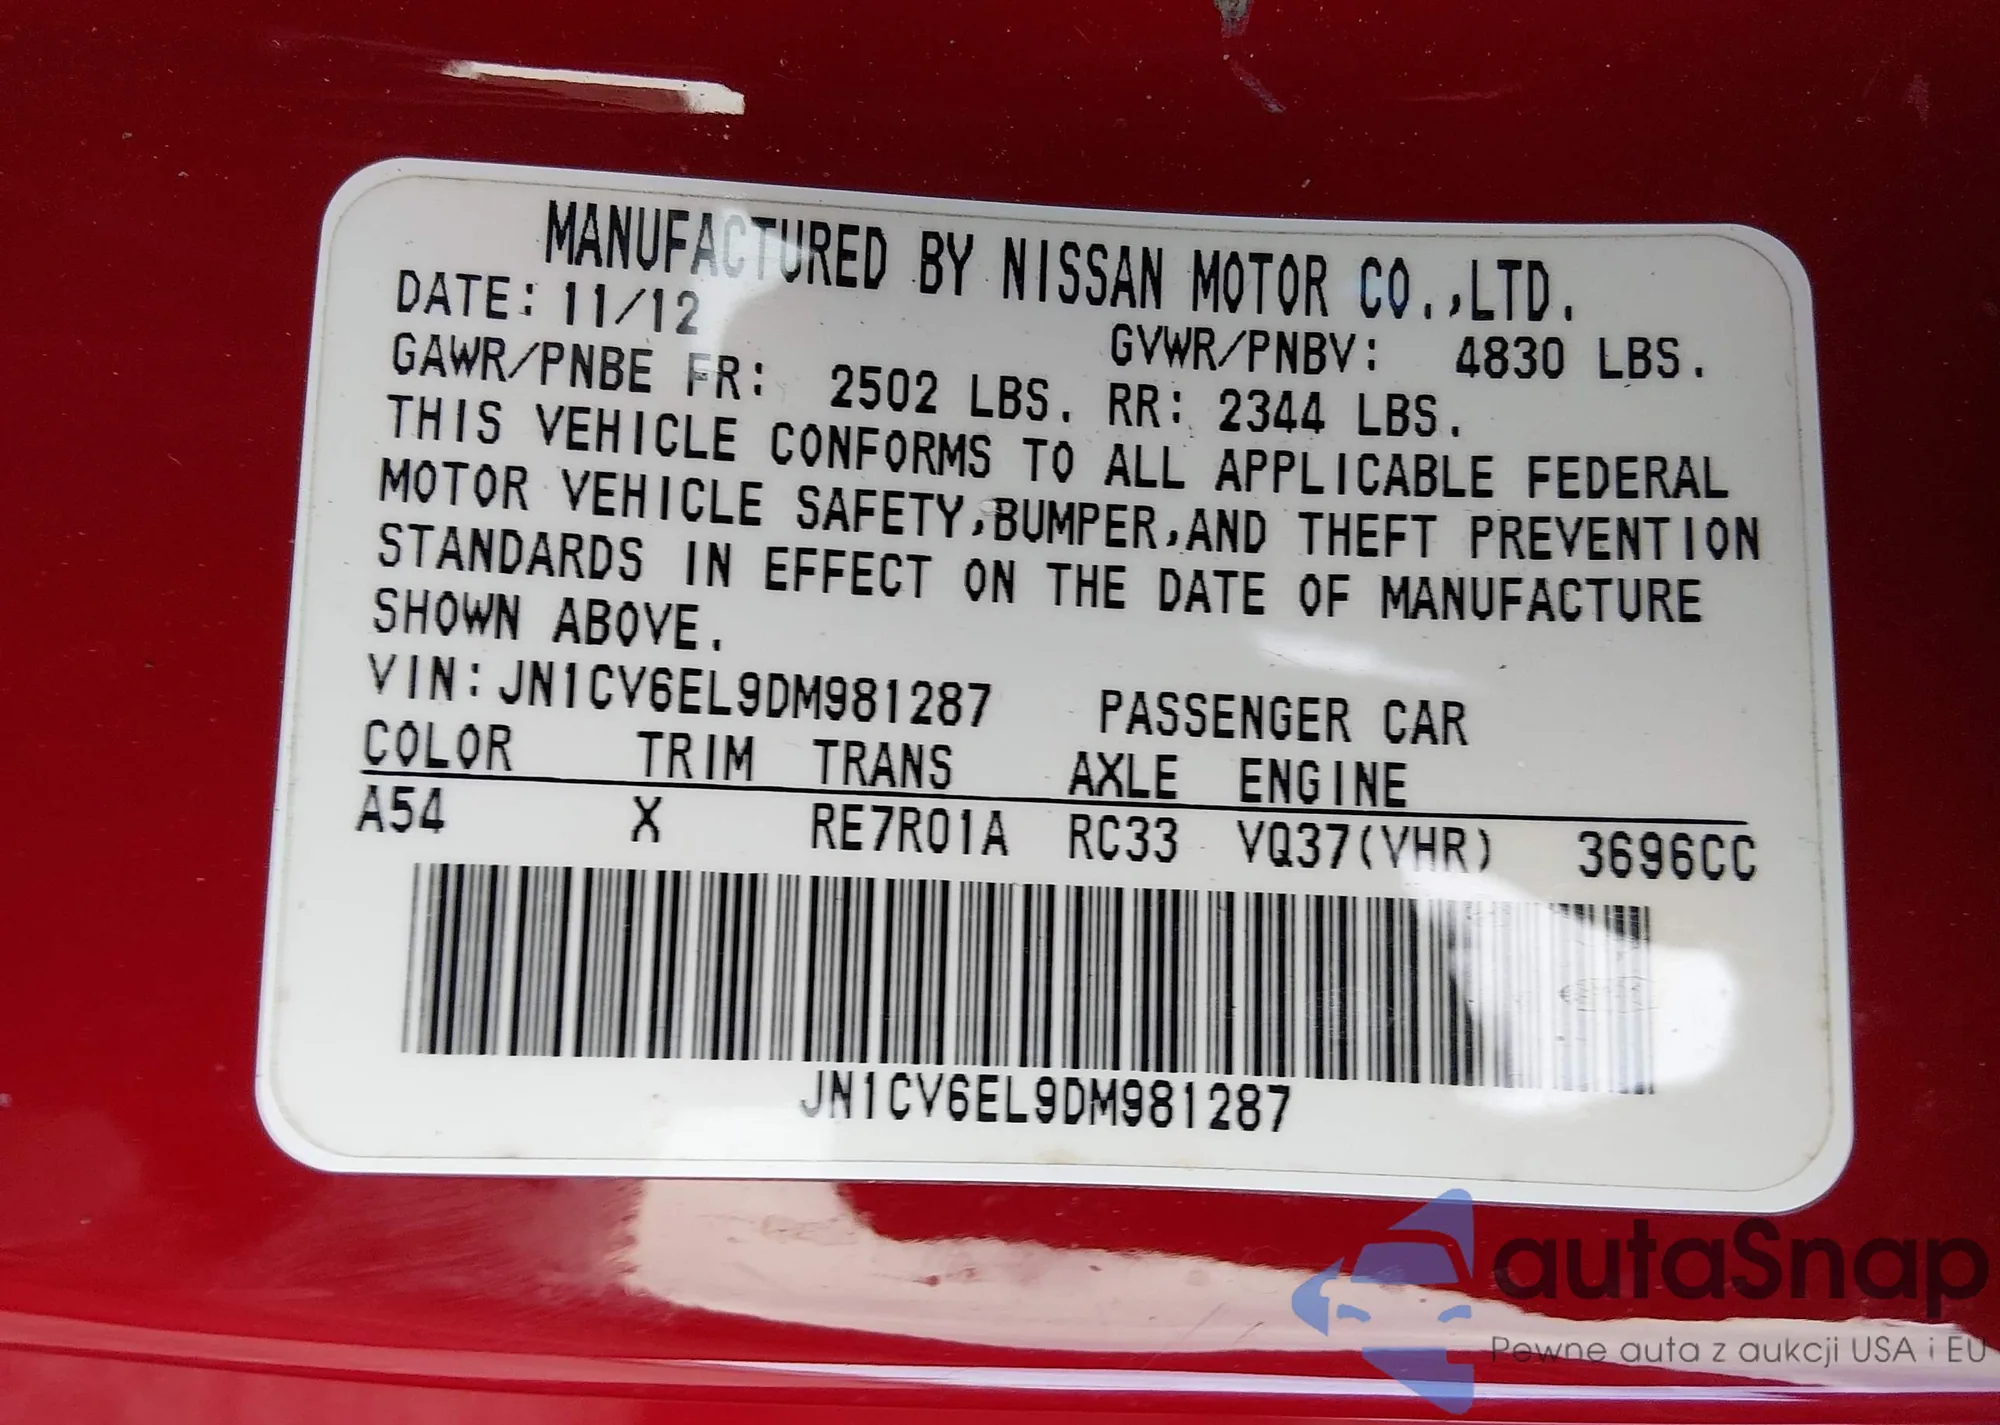 MANUFACTURED BY NISSAN MOTOR CO.,LTD.
DATE: 11/12 GVWR/PNBV: 4830 LBS.
GAWR/PNBE FR: 2502 LBS. RR: 2344 LBS.
THIS VEHICLE CONFORMS TO ALL APPLICABLE FEDERAL
MOTOR VEHICLE SAFETY,BUMPER,AND THEFT PREVENTION
STANDARDS IN EFFECT ON THE DATE OF MANUFACTURE
SHOWN ABOVE.
VIN: JN1CV6EL9DM981287 PASSENGER CAR
COLOR TRIM TRANS AXLE ENGINE
A54 X RE7R01A RC33 VQ37(VHR) 3696CC
JN1CV6EL9DM981287
autaSnap
Pewne auta z aukcji USA i EU